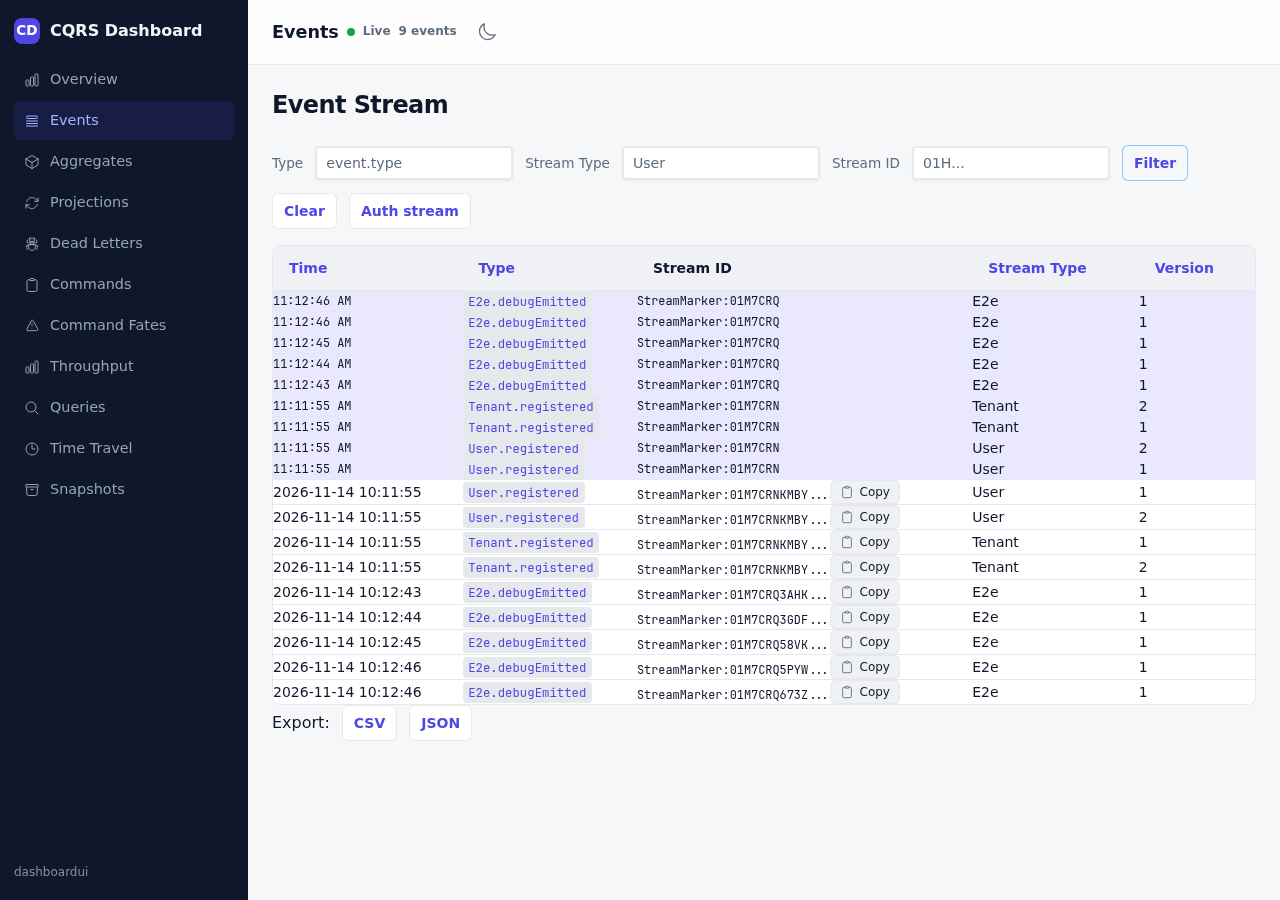 CD CQRS Dashboard
Overview
Events
Aggregates
Projections
Dead Letters
Commands
Command Fates
Throughput
Queries
Time Travel
Snapshots
dashboardui
Events Live 9 events
Event Stream
Type event.type Stream Type User Stream ID 01H... Filter
Clear Auth stream
Time Type Stream ID Stream Type Version
11:12:46 AM E2e.debugEmitted StreamMarker:01M7CRQ E2e 1
11:12:46 AM E2e.debugEmitted StreamMarker:01M7CRQ E2e 1
11:12:45 AM E2e.debugEmitted StreamMarker:01M7CRQ E2e 1
11:12:44 AM E2e.debugEmitted StreamMarker:01M7CRQ E2e 1
11:12:43 AM E2e.debugEmitted StreamMarker:01M7CRQ E2e 1
11:11:55 AM Tenant.registered StreamMarker:01M7CRN Tenant 2
11:11:55 AM Tenant.registered StreamMarker:01M7CRN Tenant 1
11:11:55 AM User.registered StreamMarker:01M7CRN User 2
11:11:55 AM User.registered StreamMarker:01M7CRN User 1
2026-11-14 10:11:55 User.registered StreamMarker:01M7CRNKMBY... Copy User 1
2026-11-14 10:11:55 User.registered StreamMarker:01M7CRNKMBY... Copy User 2
2026-11-14 10:11:55 Tenant.registered StreamMarker:01M7CRNKMBY... Copy Tenant 1
2026-11-14 10:11:55 Tenant.registered StreamMarker:01M7CRNKMBY... Copy Tenant 2
2026-11-14 10:12:43 E2e.debugEmitted StreamMarker:01M7CRQ3AHK... Copy E2e 1
2026-11-14 10:12:44 E2e.debugEmitted StreamMarker:01M7CRQ3GDF... Copy E2e 1
2026-11-14 10:12:45 E2e.debugEmitted StreamMarker:01M7CRQ58VK... Copy E2e 1
2026-11-14 10:12:46 E2e.debugEmitted StreamMarker:01M7CRQ5PYW... Copy E2e 1
2026-11-14 10:12:46 E2e.debugEmitted StreamMarker:01M7CRQ673Z... Copy E2e 1
Export: CSV JSON